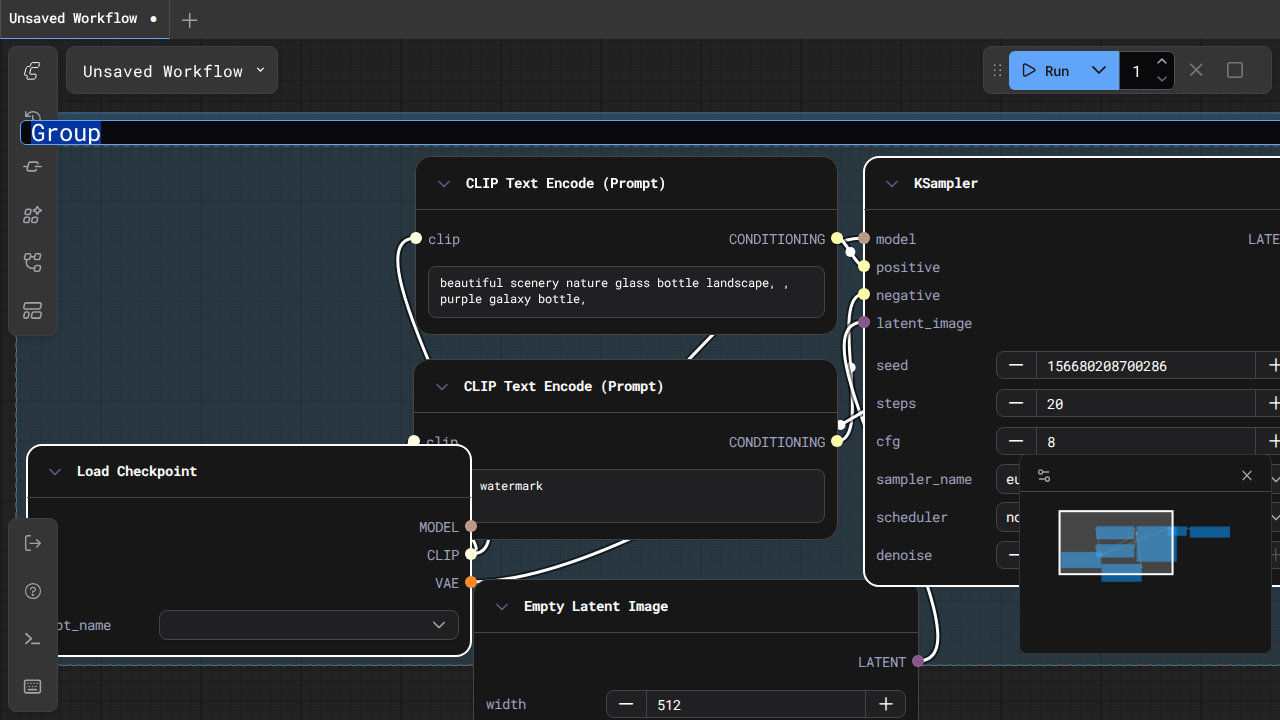 Unsaved Workflow
Unsaved Workflow
Run
1
Group
CLIP Text Encode (Prompt)
clip
CONDITIONING
beautiful scenery nature glass bottle landscape, ,
purple galaxy bottle,
CLIP Text Encode (Prompt)
clip
CONDITIONING
watermark
KSampler
model
LATE
positive
negative
latent_image
seed
156680208700286
steps
20
cfg
8
sampler_name
eu
scheduler
no
denoise
Load Checkpoint
MODEL
CLIP
VAE
pt_name
Empty Latent Image
LATENT
width
512